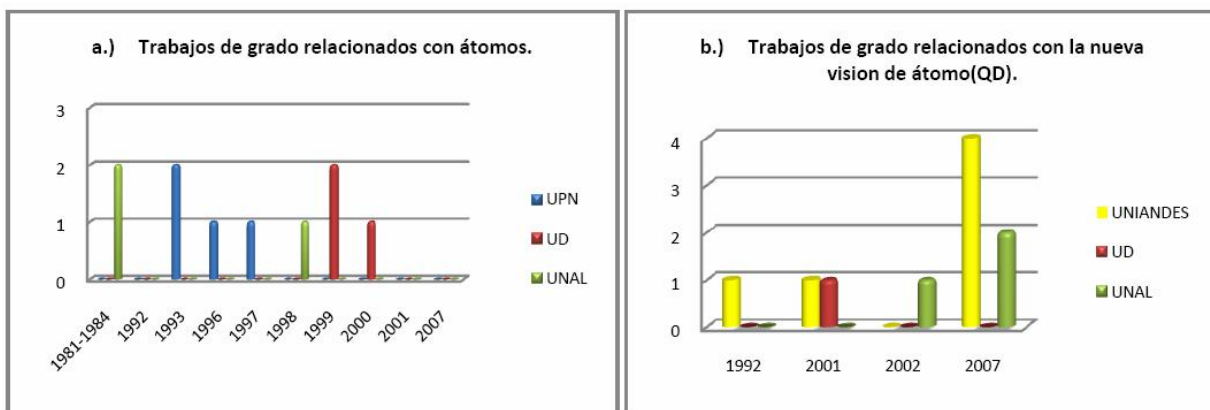 a.) Trabajos de grado relacionados con átomos.
3
2
1
0
1981-1984
1992
1993
1996
1997
1998
1999
2000
2001
2007
UPN
UD
UNAL
b.) Trabajos de grado relacionados con la nueva
vision de átomo(QD).
4
3
2
1
0
1992
2001
2002
2007
UNIANDES
UD
UNAL